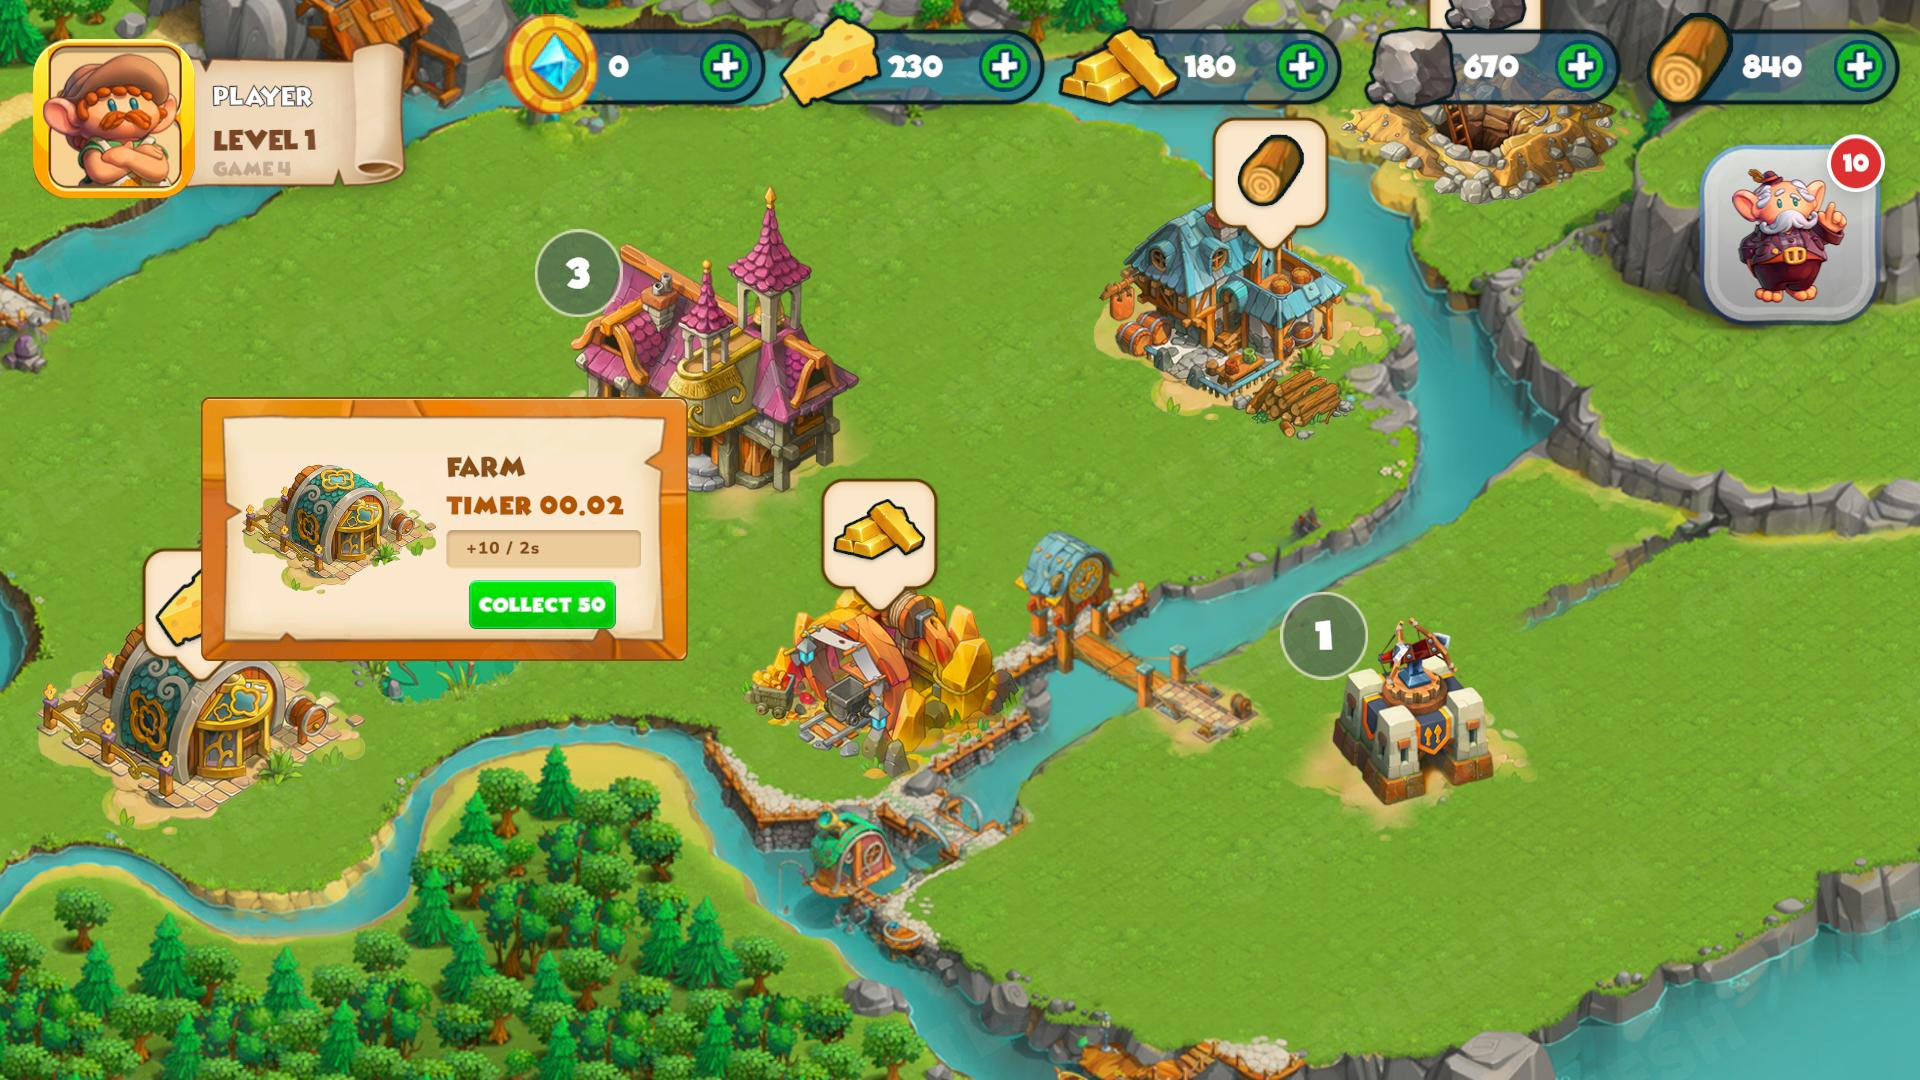 0
230
180
670
840
PLAYER
LEVEL 1
GAME 4
10
3
FARM
TIMER 00.02
+10 / 2s
COLLECT 50
1